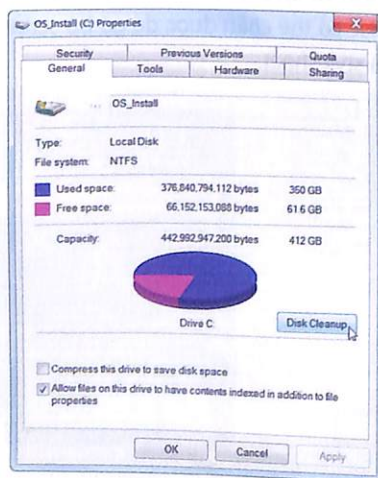 OS_Install (C:) Properties
Security Previous Versions Quota
General Tools Hardware Sharing
OS_Install
Type: Local Disk
File system: NTFS
Used space: 376,840,794,112 bytes 350 GB
Free space: 66,152,153,088 bytes 61.6 GB
Capacity: 442,992,947,200 bytes 412 GB
Drive C: Disk Cleanup
Compress this drive to save disk space
Allow files on this drive to have contents indexed in addition to file
properties
OK Cancel Apply